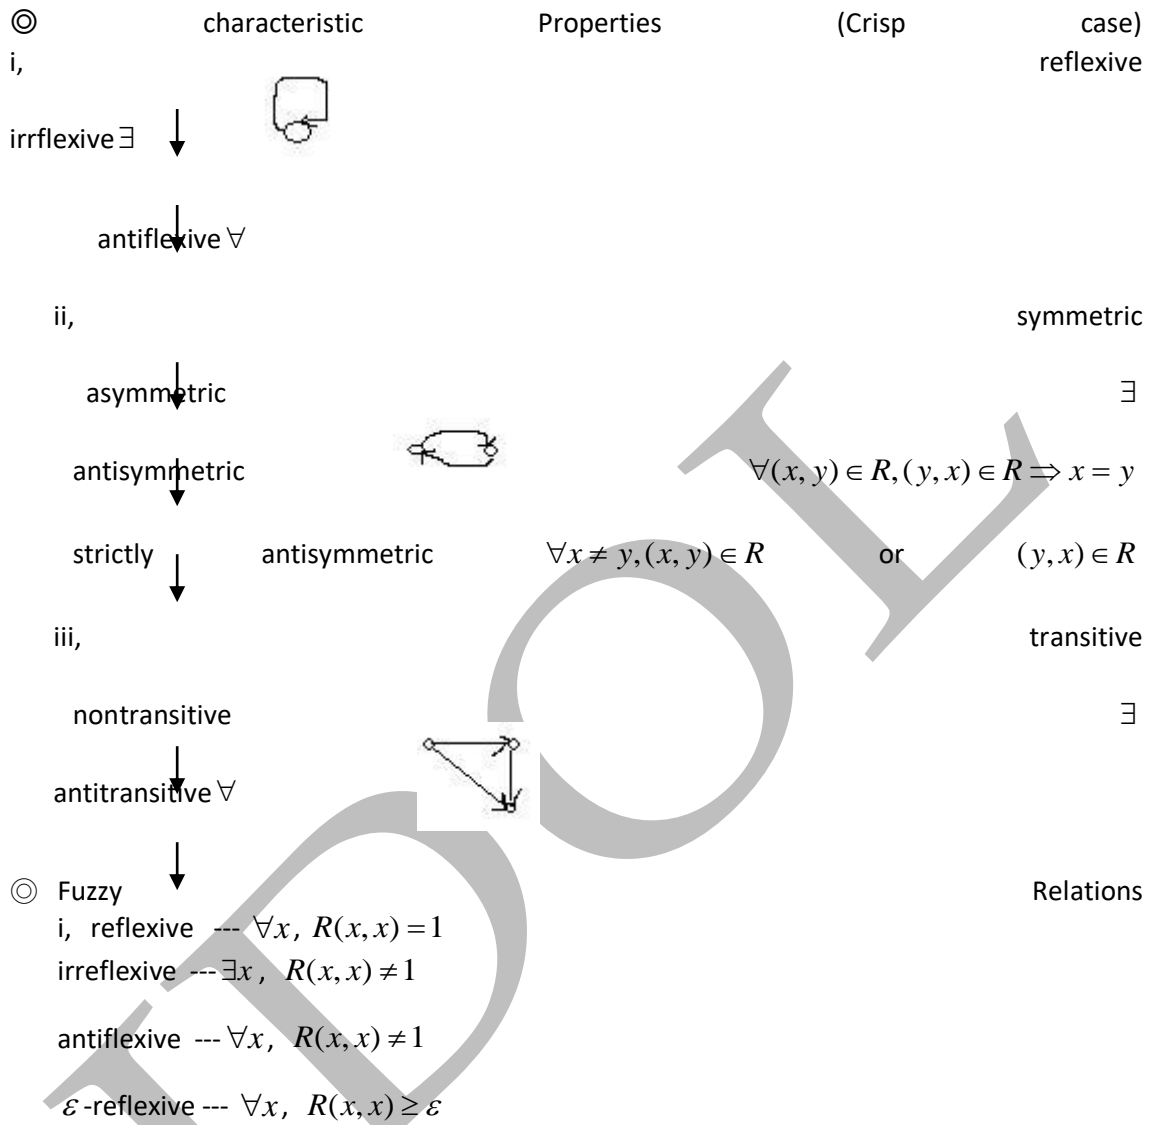 ◎ characteristic Properties (Crisp case)
i, reflexive
irrflexive ∃
antiflexive ∀
ii, symmetric
asymmetric ∃
antisymmetric ∀(x, y) ∈ R, (y, x) ∈ R ⇒ x = y
strictly antisymmetric ∀x ≠ y, (x, y) ∈ R or (y, x) ∈ R
iii, transitive
nontransitive ∃
antitransitive ∀
◎ Fuzzy Relations
i, reflexive --- ∀x, R(x, x) = 1
irreflexive --- ∃x, R(x, x) ≠ 1
antiflexive --- ∀x, R(x, x) ≠ 1
ε-reflexive --- ∀x, R(x, x) ≥ ε
IDOL